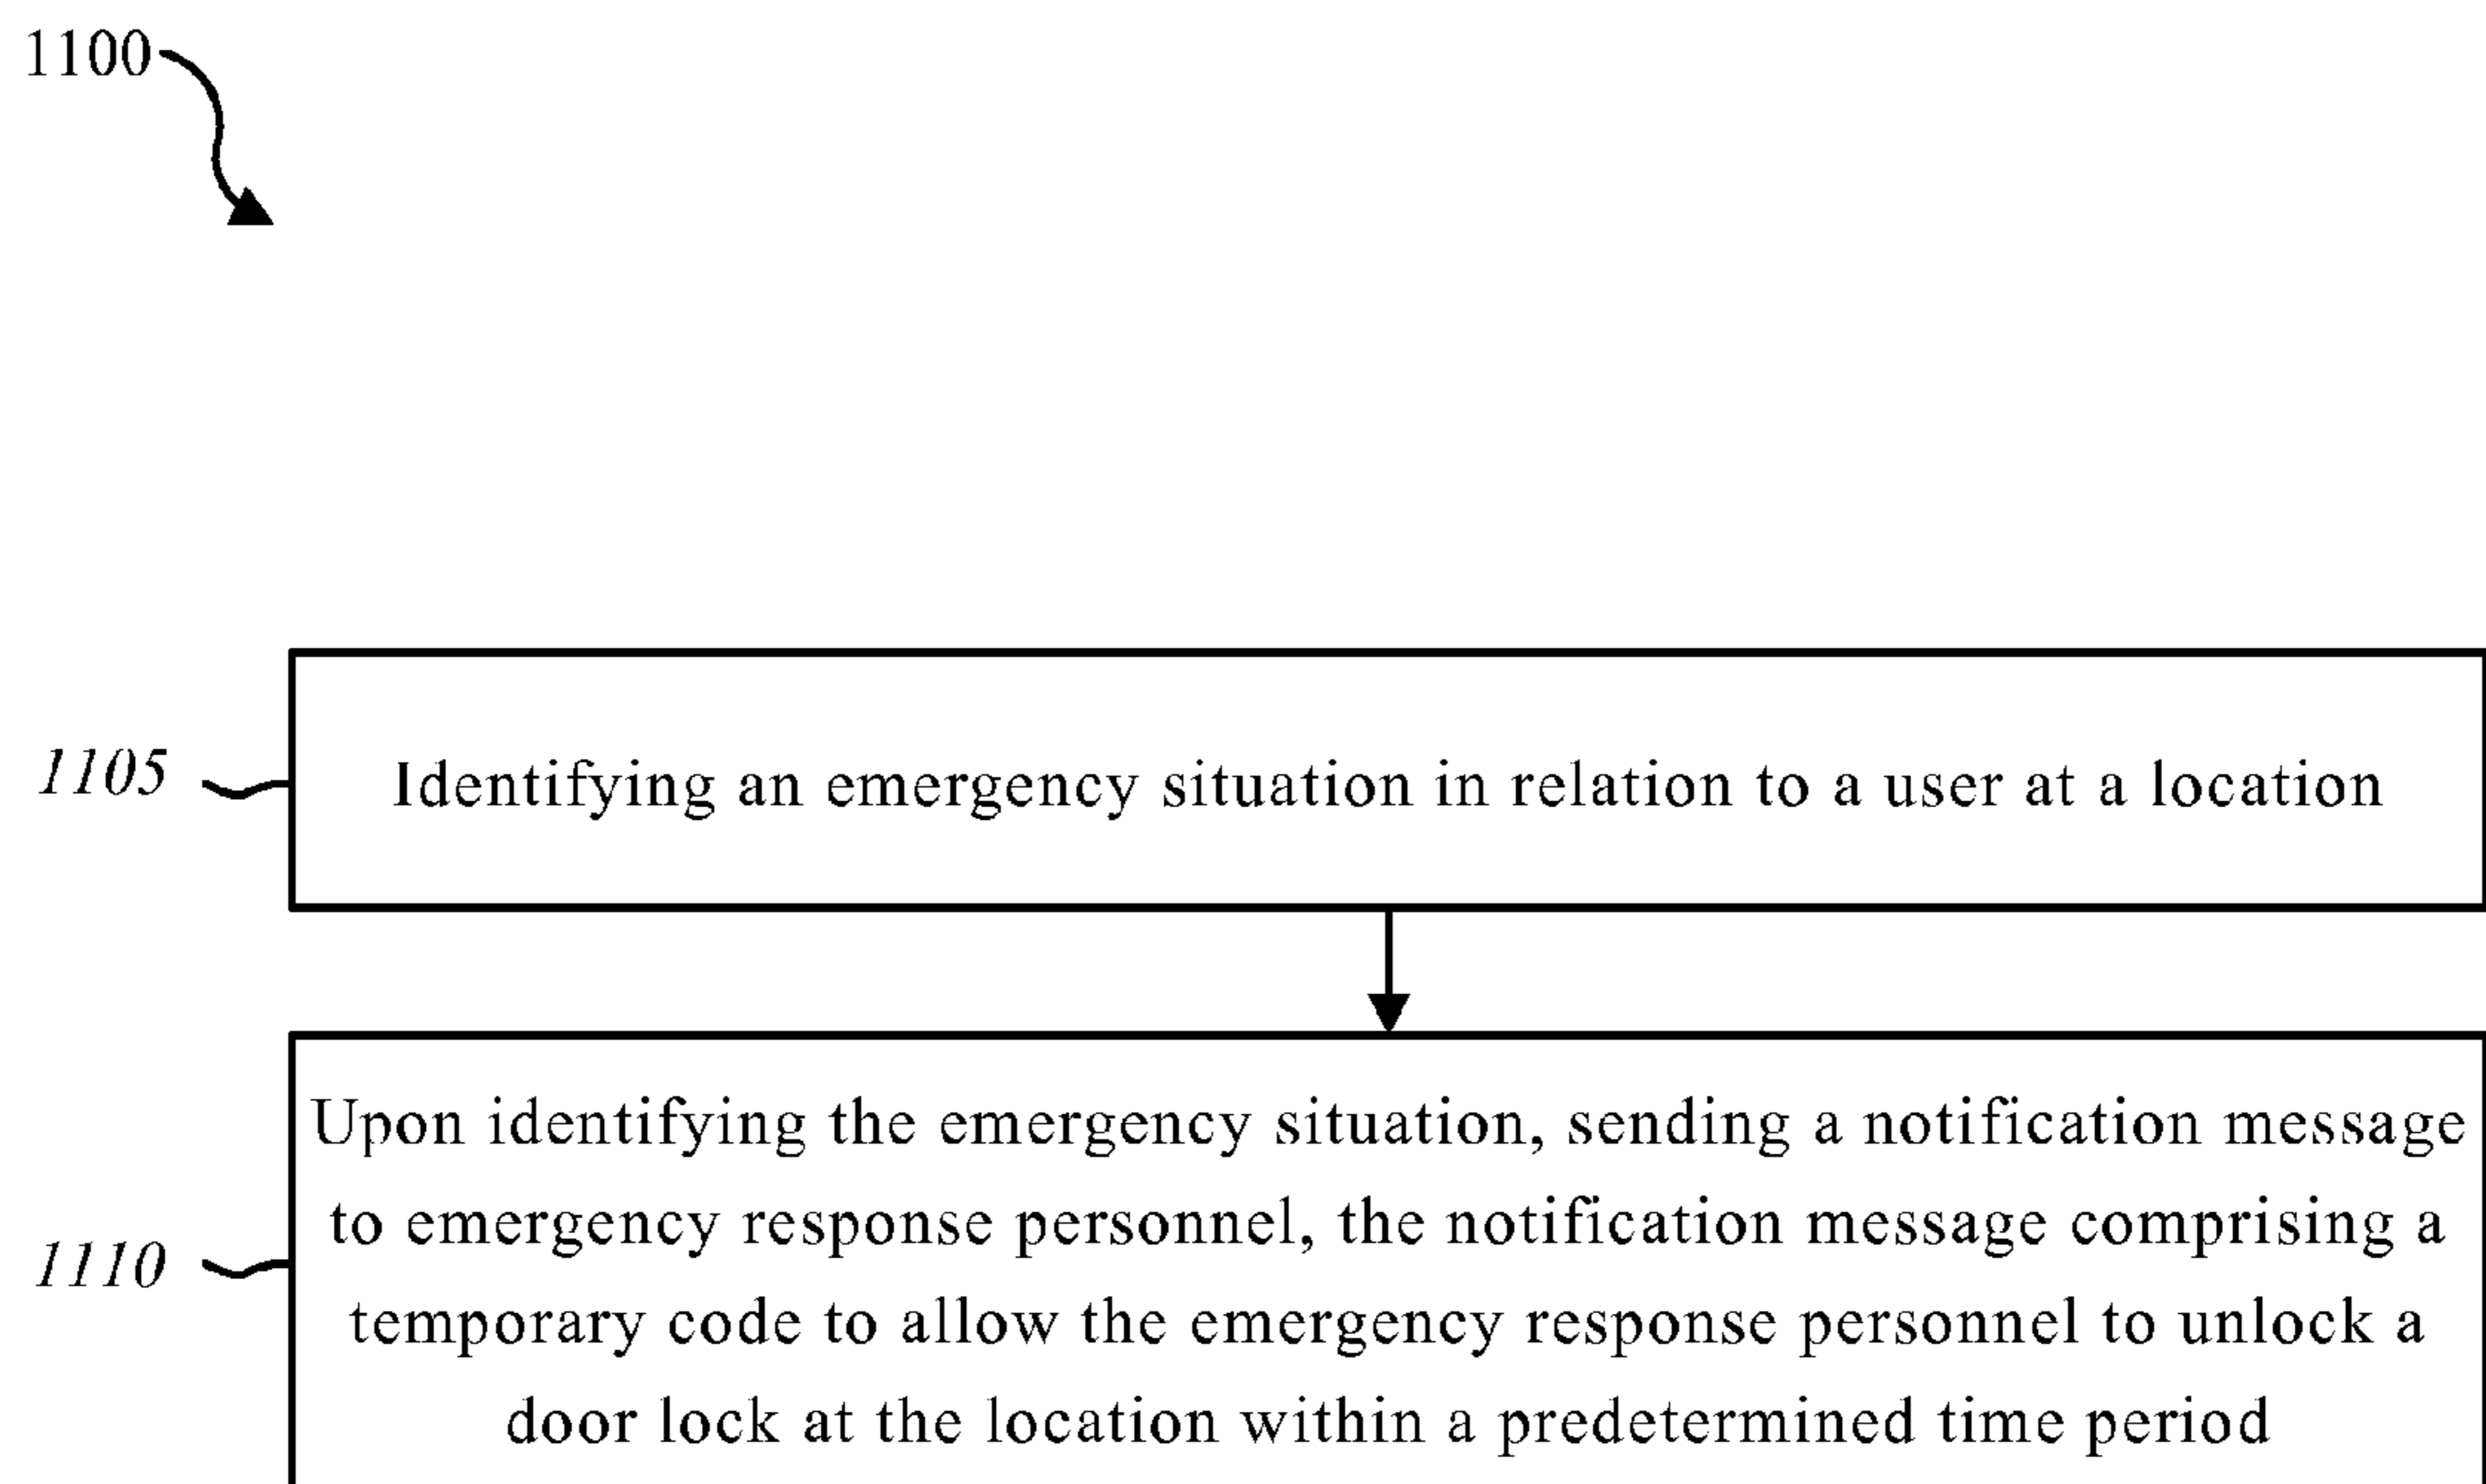 1100
1105
Identifying an emergency situation in relation to a user at a location
Upon identifying the emergency situation, sending a notification message
to emergency response personnel, the notification message comprising a
1110
temporary code to allow the emergency response personnel to unlock a
door lock at the location within a predetermined time period